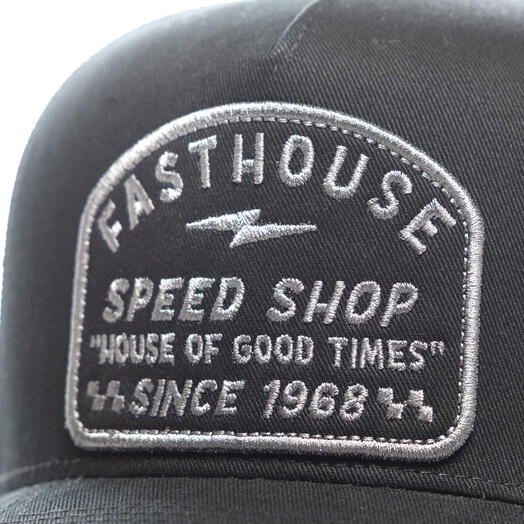 FASTHOUSE
SPEED SHOP
"HOUSE OF GOOD TIMES"
SINCE 1968